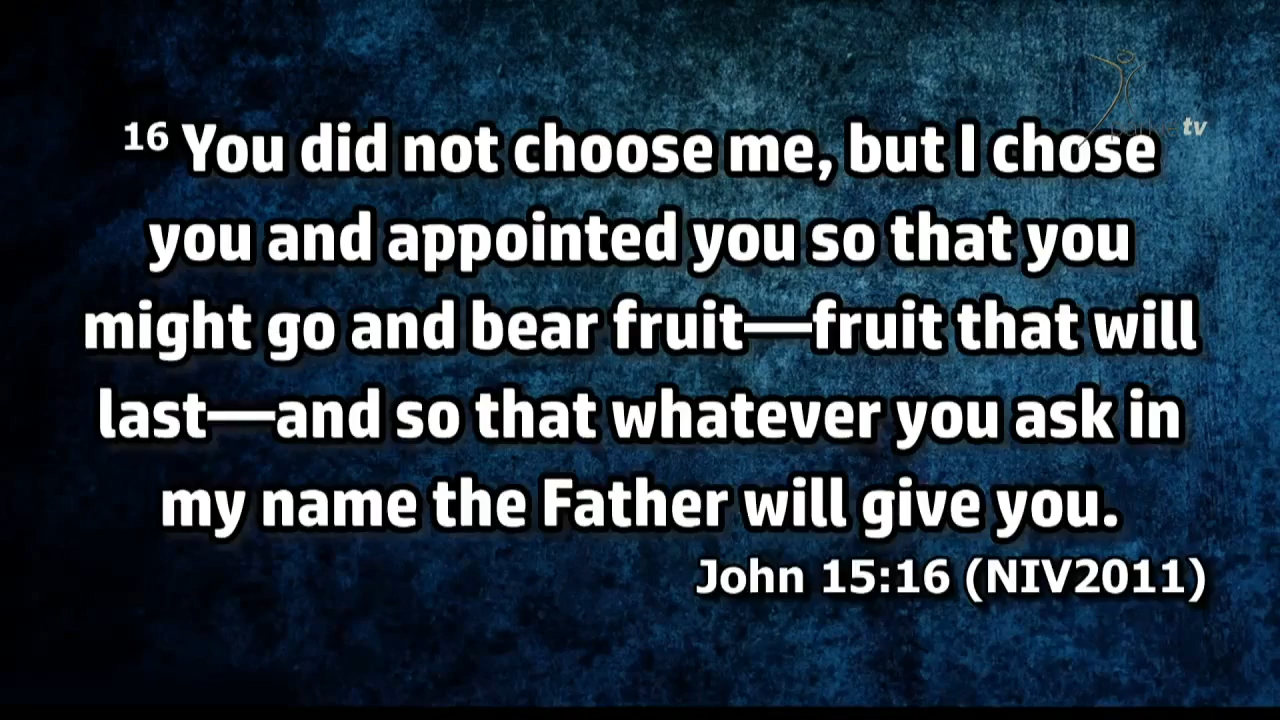 16 You did not choose me, but I chose
you and appointed you so that you
might go and bear fruit—fruit that will
last—and so that whatever you ask in
my name the Father will give you.
John 15:16 (NIV2011)
tv